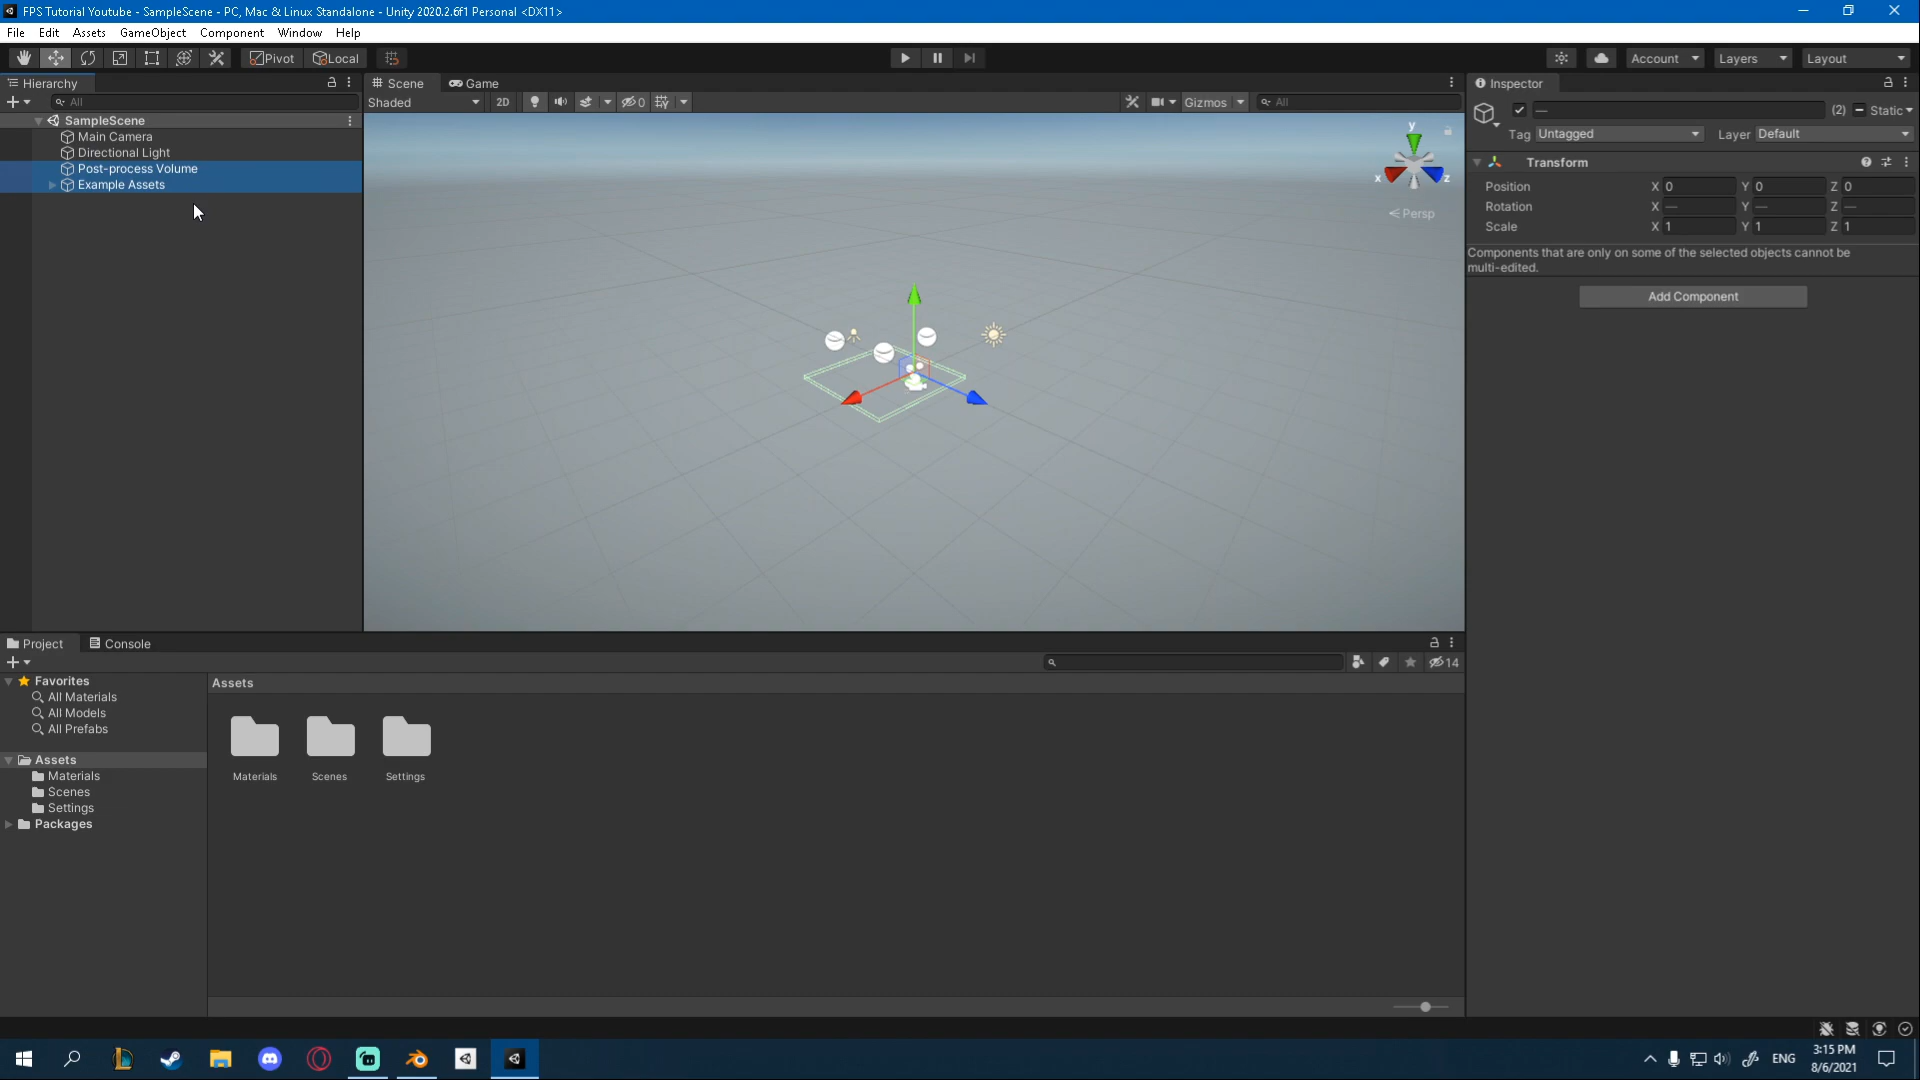 FPS Tutorial Youtube - SampleScene - PC, Mac & Linux Standalone - Unity 2020.2.6f1 Personal <DX11>
File Edit Assets GameObject Component Window Help
Pivot Local Account Layers Layout
Hierarchy
All
SampleScene
Main Camera
Directional Light
Post-process Volume
Example Assets
Scene Game
Shaded 2D 0 Gizmos All
y
x z
Persp
Inspector
— (2) Static
Tag Untagged Layer Default
Transform
Position X 0 Y 0 Z 0
Rotation X — Y — Z —
Scale X 1 Y 1 Z 1
Components that are only on some of the selected objects cannot be
multi-edited.
Add Component
Project Console
14
Favorites
All Materials
All Models
All Prefabs
Assets
Materials
Scenes
Settings
Packages
Assets
Materials Scenes Settings
ENG
3:15 PM
8/6/2021